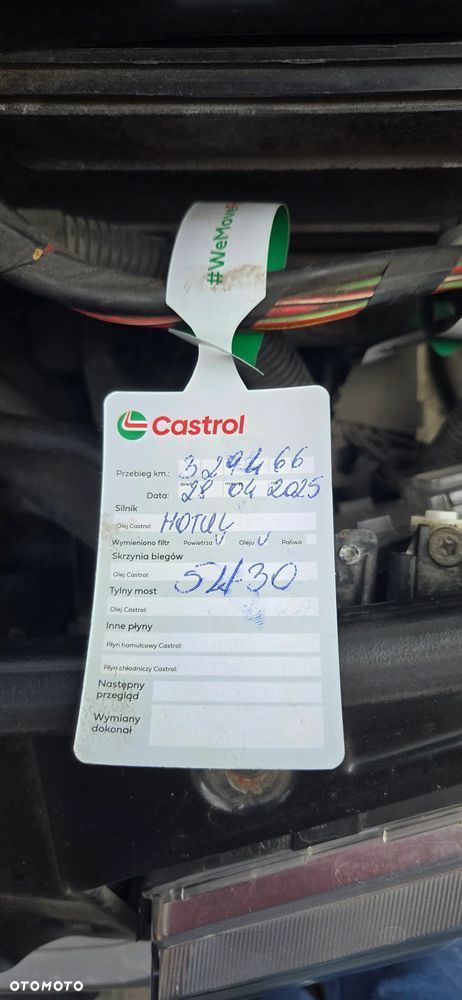 #WeMove
Castrol
Przebieg km.: 329466
Data: 28 04 2025
Silnik
Olej Castrol: MOTUL
Wymieniono filtr Powietrza V Oleju V Paliwa
Skrzynia biegów
Olej Castrol: 5W30
Tylny most
Olej Castrol:
Inne płyny
Płyn hamulcowy Castrol:
Płyn chłodniczy Castrol:
Następny
przegląd
Wymiany
dokonał
OTOMOTO